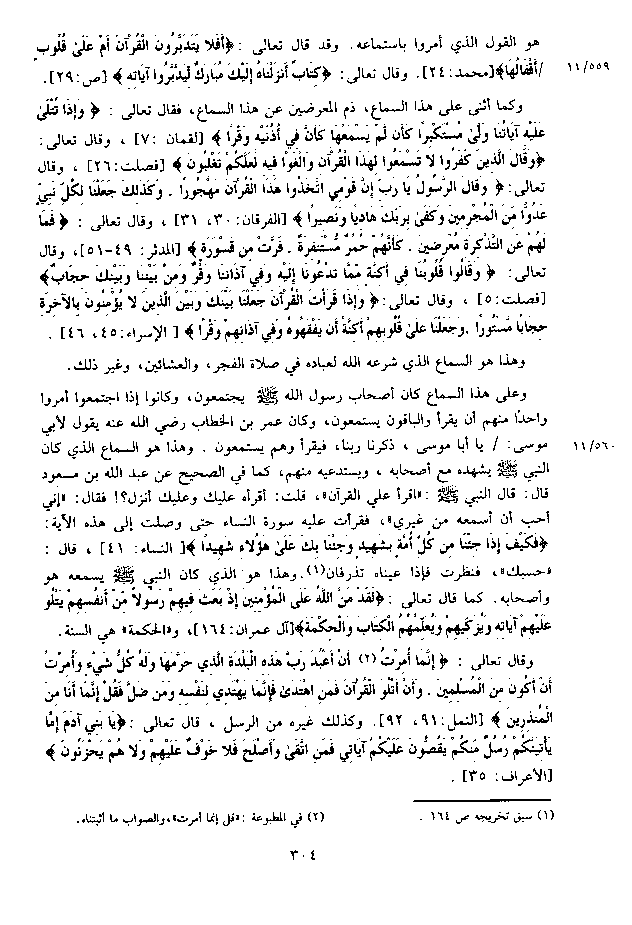 هو القول الذي أمروا باستماعه. وقد قال تعالى : ﴿أَفَلا يَتَدَبَّرُونَ الْقُرْآنَ أَمْ عَلَىٰ قُلُوبٍ
/أَقْفَالُهَا﴾[محمد:٢٤]. وقال تعالى: ﴿كِتَابٌ أَنزَلْنَاهُ إِلَيْكَ مُبَارَكٌ لِّيَدَّبَّرُوا آيَاتِهِ ﴾ [ص:٢٩].
١١/٥٥٩
وكما أثنى على هذا السماع، ذم المعرضين عن هذا السماع، فقال تعالى : ﴿ وَإِذَا تُتْلَىٰ
عَلَيْهِ آيَاتُنَا وَلَّىٰ مُسْتَكْبِرًا كَأَن لَّمْ يَسْمَعْهَا كَأَنَّ فِي أُذُنَيْهِ وَقْرًا ﴾ [لقمان :٧] ، وقال تعالى:
﴿وَقَالَ الَّذِينَ كَفَرُوا لا تَسْمَعُوا لِهَذَا الْقُرْآنِ وَالْغَوْا فِيهِ لَعَلَّكُمْ تَغْلِبُونَ ﴾ [فصلت:٢٦] ، وقال
تعالى:﴿ وَقَالَ الرَّسُولُ يَا رَبِّ إِنَّ قَوْمِي اتَّخَذُوا هَذَا الْقُرْآنَ مَهْجُورًا . وَكَذَلِكَ جَعَلْنَا لِكُلِّ نَبِيٍّ
عَدُوًّا مِّنَ الْمُجْرِمِينَ وَكَفَىٰ بِرَبِّكَ هَادِيًا وَنَصِيرًا ﴾ [الفرقان:٣٠، ٣١] ، وقال تعالى : ﴿ فَمَا
لَهُمْ عَنِ التَّذْكِرَةِ مُعْرِضِينَ . كَأَنَّهُمْ حُمُرٌ مُّسْتَنفِرَةٌ . فَرَّتْ مِن قَسْوَرَةٍ ﴾ [المدثر: ٤٩-٥١]، وقال
تعالى: ﴿ وَقَالُوا قُلُوبُنَا فِي أَكِنَّةٍ مِّمَّا تَدْعُونَا إِلَيْهِ وَفِي آذَانِنَا وَقْرٌ وَمِنْ بَيْنِنَا وَبَيْنِكَ حِجَابٌ﴾
[فصلت:٥] ، وقال تعالى:﴿ وَإِذَا قَرَأْتَ الْقُرْآنَ جَعَلْنَا بَيْنَكَ وَبَيْنَ الَّذِينَ لا يُؤْمِنُونَ بِالآخِرَةِ
حِجَابًا مَّسْتُورًا .وَجَعَلْنَا عَلَىٰ قُلُوبِهِمْ أَكِنَّةً أَن يَفْقَهُوهُ وَفِي آذَانِهِمْ وَقْرًا ﴾ [ الإسراء:٤٥، ٤٦] .
وهذا هو السماع الذي شرعه الله لعباده في صلاة الفجر، والعشائين، وغير ذلك.
وعلى هذا السماع كان أصحاب رسول الله ﷺ يجتمعون، وكانوا إذا اجتمعوا أمروا
واحدًا منهم أن يقرأ والباقون يستمعون، وكان عمر بن الخطاب رضي الله عنه يقول لأبي
موسى: / يا أبا موسى ، ذكرنا ربنا، فيقرأ وهم يستمعون . وهذا هو السماع الذي كان
١١/٥٦٠
النبي ﷺ يشهده مع أصحابه ، ويستدعيه منهم، كما في الصحيح عن عبد الله بن مسعود
قال: قال النبي ﷺ :«اقرأ علي القرآن»، قلت: أقرأه عليك وعليك أنزل؟! فقال: «إني
أحب أن أسمعه من غيري»، فقرأت عليه سورة النساء حتى وصلت إلى هذه الآية:
﴿فَكَيْفَ إِذَا جِئْنَا مِن كُلِّ أُمَّةٍ بِشَهِيدٍ وَجِئْنَا بِكَ عَلَىٰ هَؤُلاءِ شَهِيدًا ﴾[ النساء: ٤١] ، قال :
«حسبك»، فنظرت فإذا عيناه تذرفان(١).وهذا هو الذي كان النبي ﷺ يسمعه هو
وأصحابه. كما قال تعالى :﴿لَقَدْ مَنَّ اللَّهُ عَلَى الْمُؤْمِنِينَ إِذْ بَعَثَ فِيهِمْ رَسُولاً مِّنْ أَنفُسِهِمْ يَتْلُو
عَلَيْهِمْ آيَاتِهِ وَيُزَكِّيهِمْ وَيُعَلِّمُهُمُ الْكِتَابَ وَالْحِكْمَةَ﴾[آل عمران:١٦٤]، و«الحكمة» هي السنة.
وقال تعالى : ﴿ إِنَّمَا أُمِرْتُ (٢) أَنْ أَعْبُدَ رَبَّ هَذِهِ الْبَلْدَةِ الَّذِي حَرَّمَهَا وَلَهُ كُلُّ شَيْءٍ وَأُمِرْتُ
أَنْ أَكُونَ مِنَ الْمُسْلِمِينَ . وَأَنْ أَتْلُوَ الْقُرْآنَ فَمَنِ اهْتَدَىٰ فَإِنَّمَا يَهْتَدِي لِنَفْسِهِ وَمَن ضَلَّ فَقُلْ إِنَّمَا أَنَا مِنَ
الْمُنذِرِينَ ﴾ [النمل:٩١، ٩٢]. وكذلك غيره من الرسل ، قال تعالى :﴿يَا بَنِي آدَمَ إِمَّا
يَأْتِيَنَّكُمْ رُسُلٌ مِّنكُمْ يَقُصُّونَ عَلَيْكُمْ آيَاتِي فَمَنِ اتَّقَىٰ وَأَصْلَحَ فَلا خَوْفٌ عَلَيْهِمْ وَلا هُمْ يَحْزَنُونَ ﴾
[الأعراف: ٣٥] .
(١) سبق تخريجه ص ١٦٤ .
(٢) في المطبوعة :«قل إنما أمرت»،والصواب ما أثبتناه.
٣٠٤